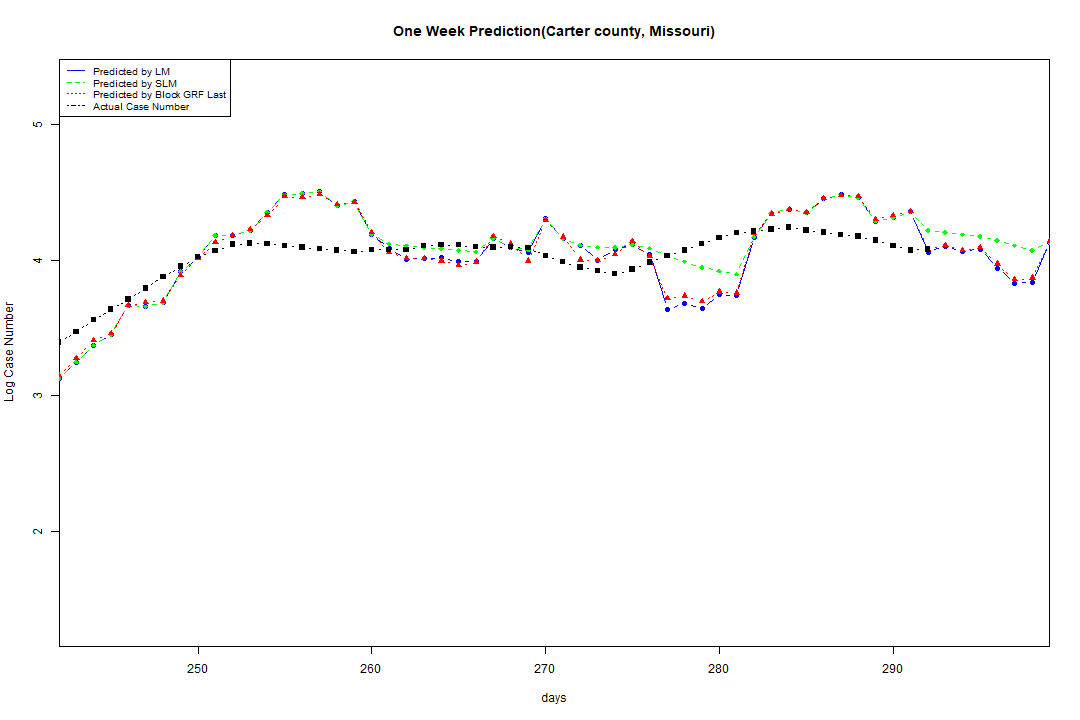 One Week Prediction(Carter county, Missouri)
Predicted by LM
Predicted by SLM
Predicted by Block GRF Last
Actual Case Number
5
4
3
2
Log Case Number
250 260 270 280 290
days